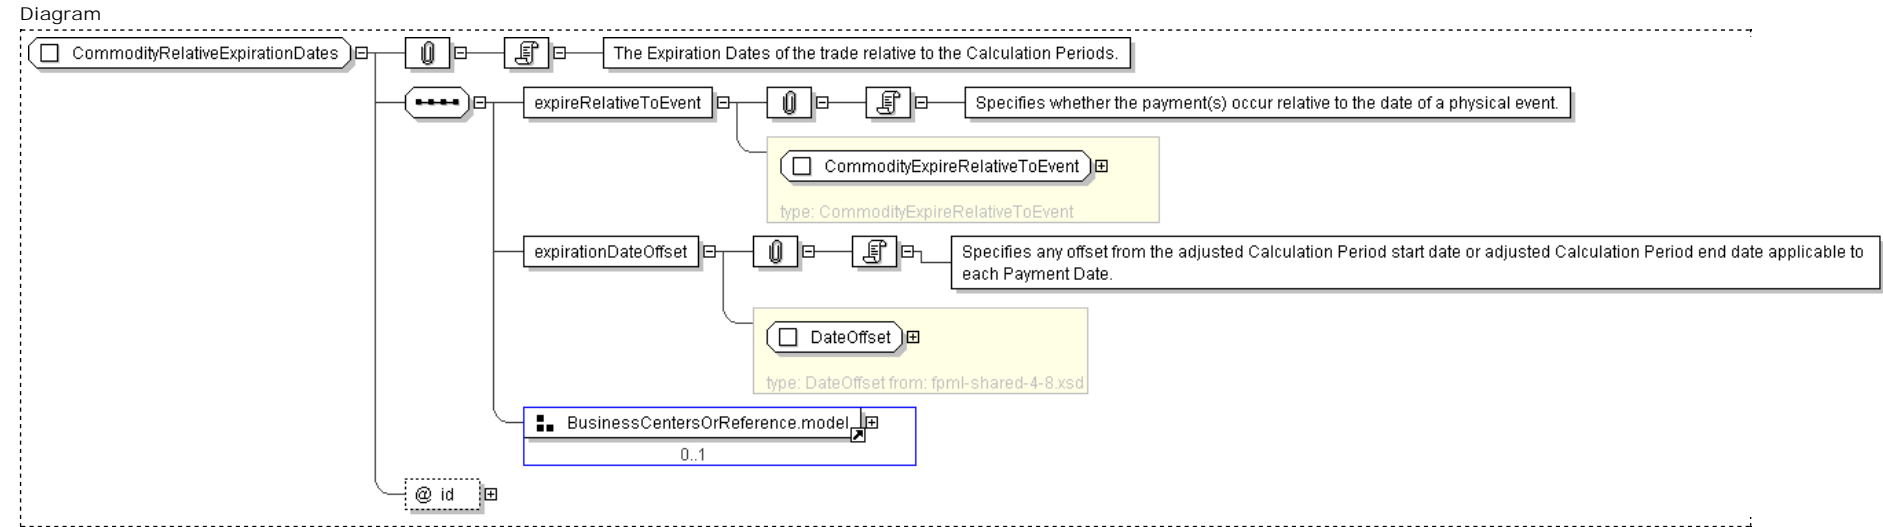 Diagram
CommodityRelativeExpirationDates
The Expiration Dates of the trade relative to the Calculation Periods.
expireRelativeToEvent
Specifies whether the payment(s) occur relative to the date of a physical event.
CommodityExpireRelativeToEvent
type: CommodityExpireRelativeToEvent
expirationDateOffset
Specifies any offset from the adjusted Calculation Period start date or adjusted Calculation Period end date applicable to
each Payment Date.
DateOffset
type: DateOffset from: fpml-shared-4-8.xsd
BusinessCentersOrReference.model
0..1
@ id